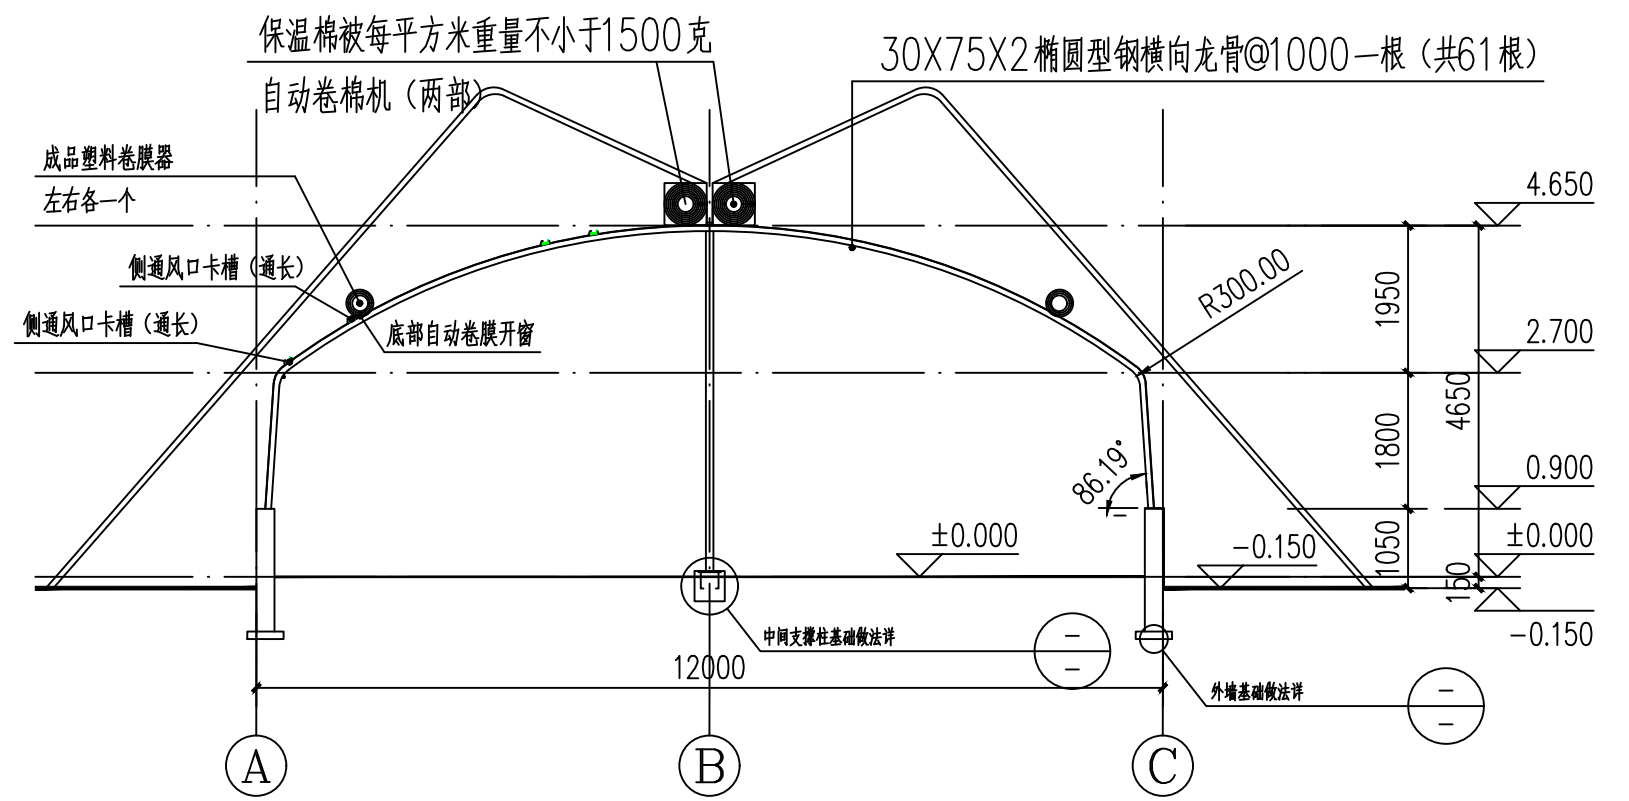 保温棉被每平方米重量不小于1500克
自动卷棉机（两部）
30X75X2椭圆型钢横向龙骨@1000一根（共61根）
成品塑料卷膜器
左右各一个
4.650
侧通风口卡槽（通长）
R300.00
1950
侧通风口卡槽（通长）
底部自动卷膜开窗
2.700
4650
1800
86.19°
0.900
±0.000
-0.150
1050
±0.000
150
-0.150
中间支撑柱基础做法详
-
-
12000
外墙基础做法详
-
-
A
B
C